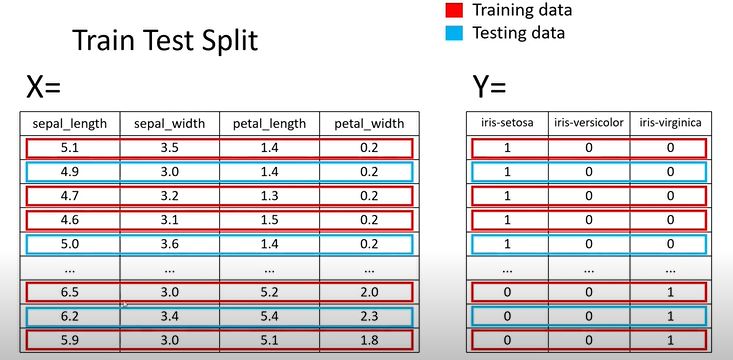 Training data
Testing data
Train Test Split
X=
Y=
sepal_length sepal_width petal_length petal_width
iris-setosa iris-versicolor iris-virginica
5.1 3.5 1.4 0.2
1 0 0
4.9 3.0 1.4 0.2
1 0 0
4.7 3.2 1.3 0.2
1 0 0
4.6 3.1 1.5 0.2
1 0 0
5.0 3.6 1.4 0.2
1 0 0
... ... ... ...
... ... ...
6.5 3.0 5.2 2.0
0 0 1
6.2 3.4 5.4 2.3
0 0 1
5.9 3.0 5.1 1.8
0 0 1